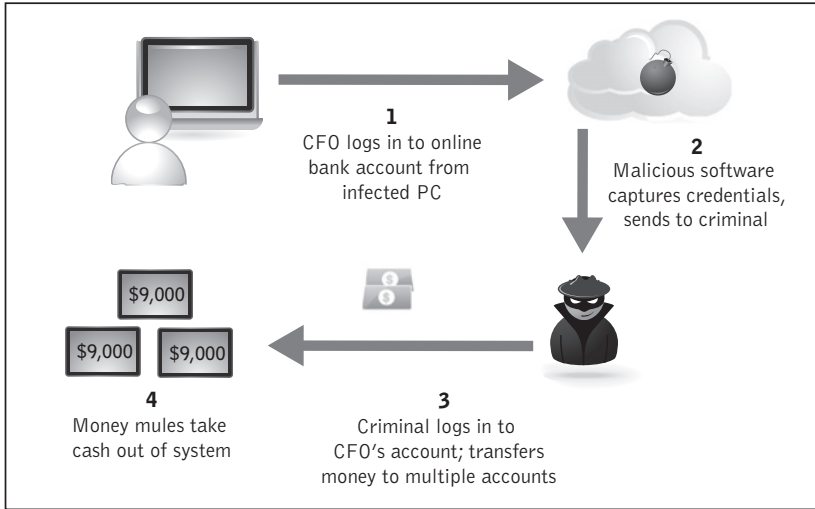 1
CFO logs in to online
bank account from
infected PC
2
Malicious software
captures credentials,
sends to criminal
$
$
3
Criminal logs in to
CFO's account; transfers
money to multiple accounts
$9,000
$9,000
$9,000
4
Money mules take
cash out of system